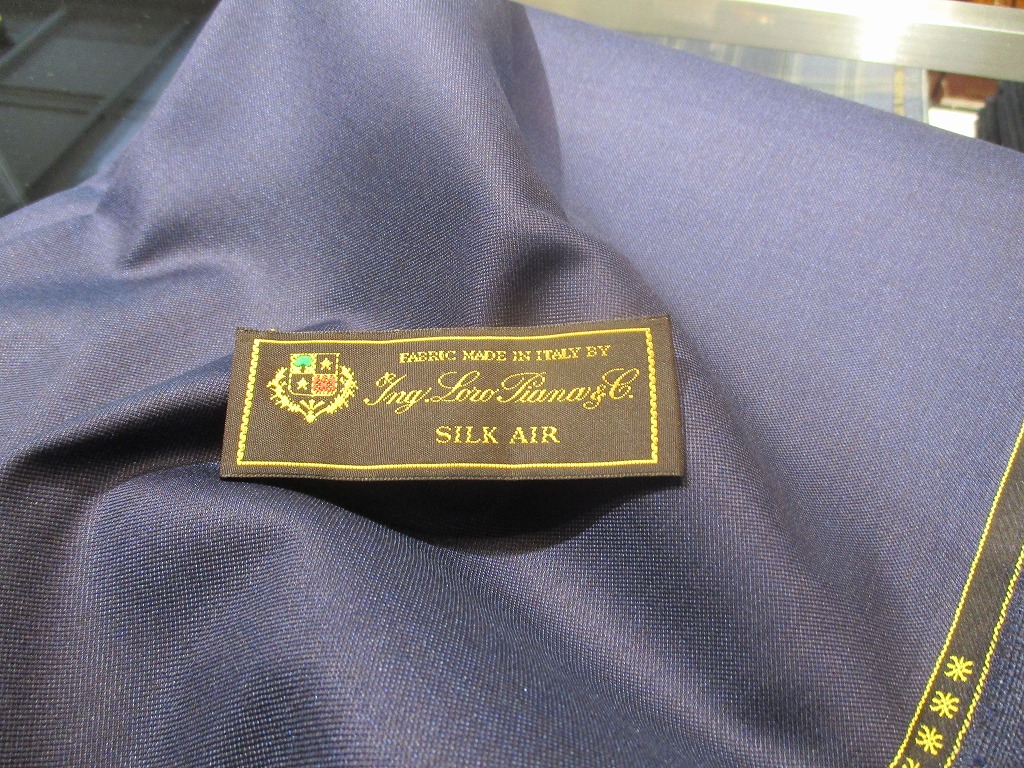 FABRIC MADE IN ITALY BY
Ing. Loro Piana & C.
SILK AIR